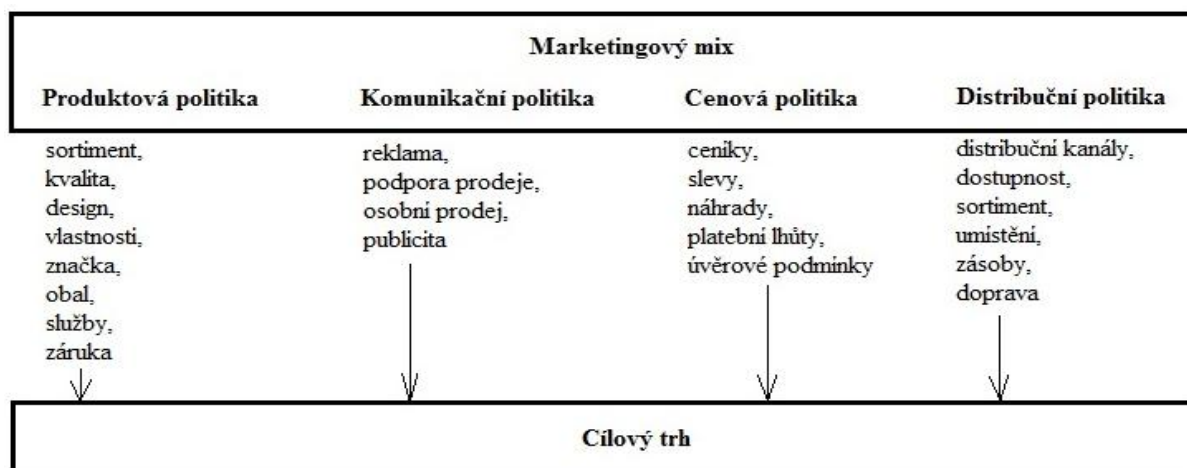 Marketingový mix
Produktová politika
Komunikační politika
Cenová politika
Distribuční politika
sortiment,
kvalita,
design,
vlastnosti,
značka,
obal,
služby,
záruka
reklama,
podpora prodeje,
osobní prodej,
publicita
ceníky,
slevy,
náhrady,
platební lhůty,
úvěrové podmínky
distribuční kanály,
dostupnost,
sortiment,
umístění,
zásoby,
doprava
Cílový trh